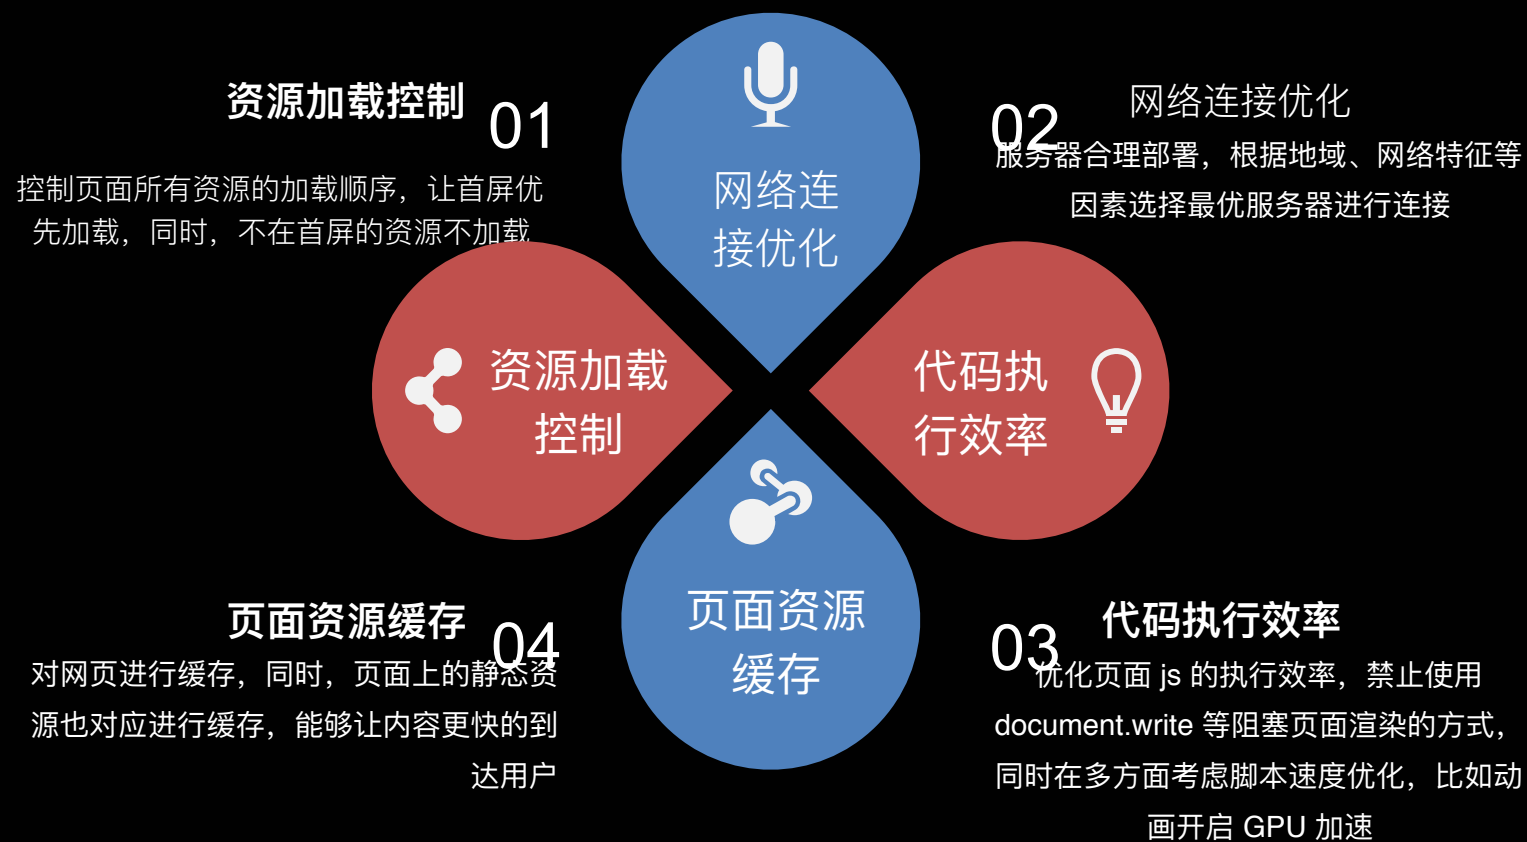 资源加载控制
01
控制页面所有资源的加载顺序，让首屏优
先加载，同时，不在首屏的资源不加载
网络连
接优化
02
网络连接优化
服务器合理部署，根据地域、网络特征等
因素选择最优服务器进行连接
资源加载
控制
代码执
行效率
页面资源
缓存
页面资源缓存
04
对网页进行缓存，同时，页面上的静态资
源也对应进行缓存，能够让内容更快的到
达用户
03
代码执行效率
优化页面 js 的执行效率，禁止使用
document.write 等阻塞页面渲染的方式，
同时在多方面考虑脚本速度优化，比如动
画开启 GPU 加速